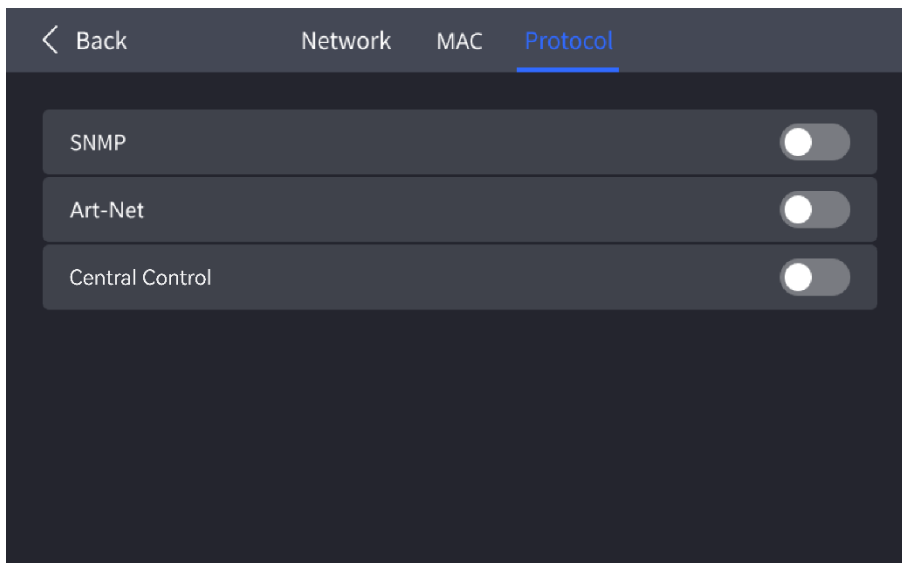 Back Network MAC Protocol
SNMP
Art-Net
Central Control